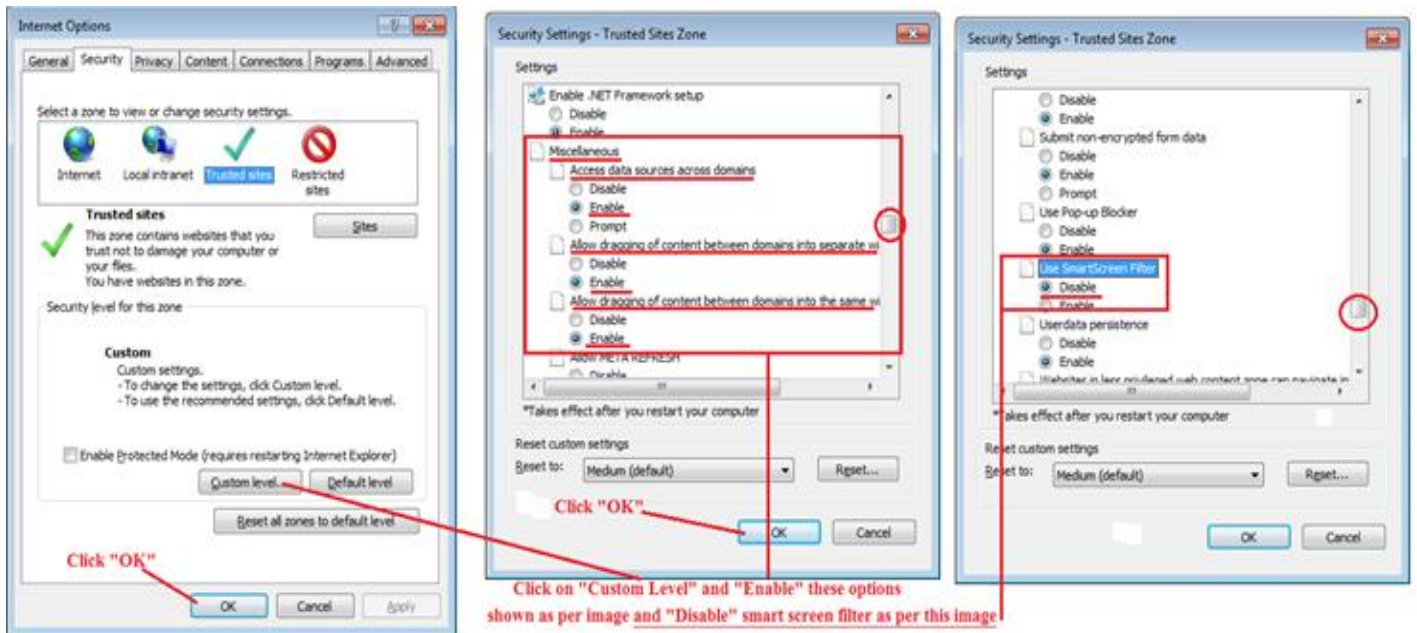 Internet Options
General Security Privacy Content Connections Programs Advanced
Select a zone to view or change security settings.
Internet Local intranet Trusted sites Restricted sites
Trusted sites
Sites
This zone contains websites that you
trust not to damage your computer or
your files.
You have websites in this zone.
Security level for this zone
Custom
Custom settings.
- To change the settings, click Custom level.
- To use the recommended settings, click Default level.
Enable Protected Mode (requires restarting Internet Explorer)
Custom level... Default level
Reset all zones to default level
Click "OK"
OK Cancel Apply
Security Settings - Trusted Sites Zone
Settings
Enable .NET Framework setup
Disable
Enable
Miscellaneous
Access data sources across domains
Disable
Enable
Prompt
Allow dragging of content between domains into separate wi
Disable
Enable
Allow dragging of content between domains into the same wi
Disable
Enable
Allow META REFRESH
Disable
*Takes effect after you restart your computer
Reset custom settings
Reset to: Medium (default) Reset...
Click "OK"
OK Cancel
Security Settings - Trusted Sites Zone
Settings
Disable
Enable
Submit non-encrypted form data
Disable
Enable
Prompt
Use Pop-up Blocker
Disable
Enable
Use SmartScreen Filter
Disable
Enable
Userdata persistence
Disable
Enable
Websites in less privileged web content zone can navigate in
*Takes effect after you restart your computer
Reset custom settings
Reset to: Medium (default) Reset...
OK Cancel
Click on "Custom Level" and "Enable" these options
shown as per image and "Disable" smart screen filter as per this image